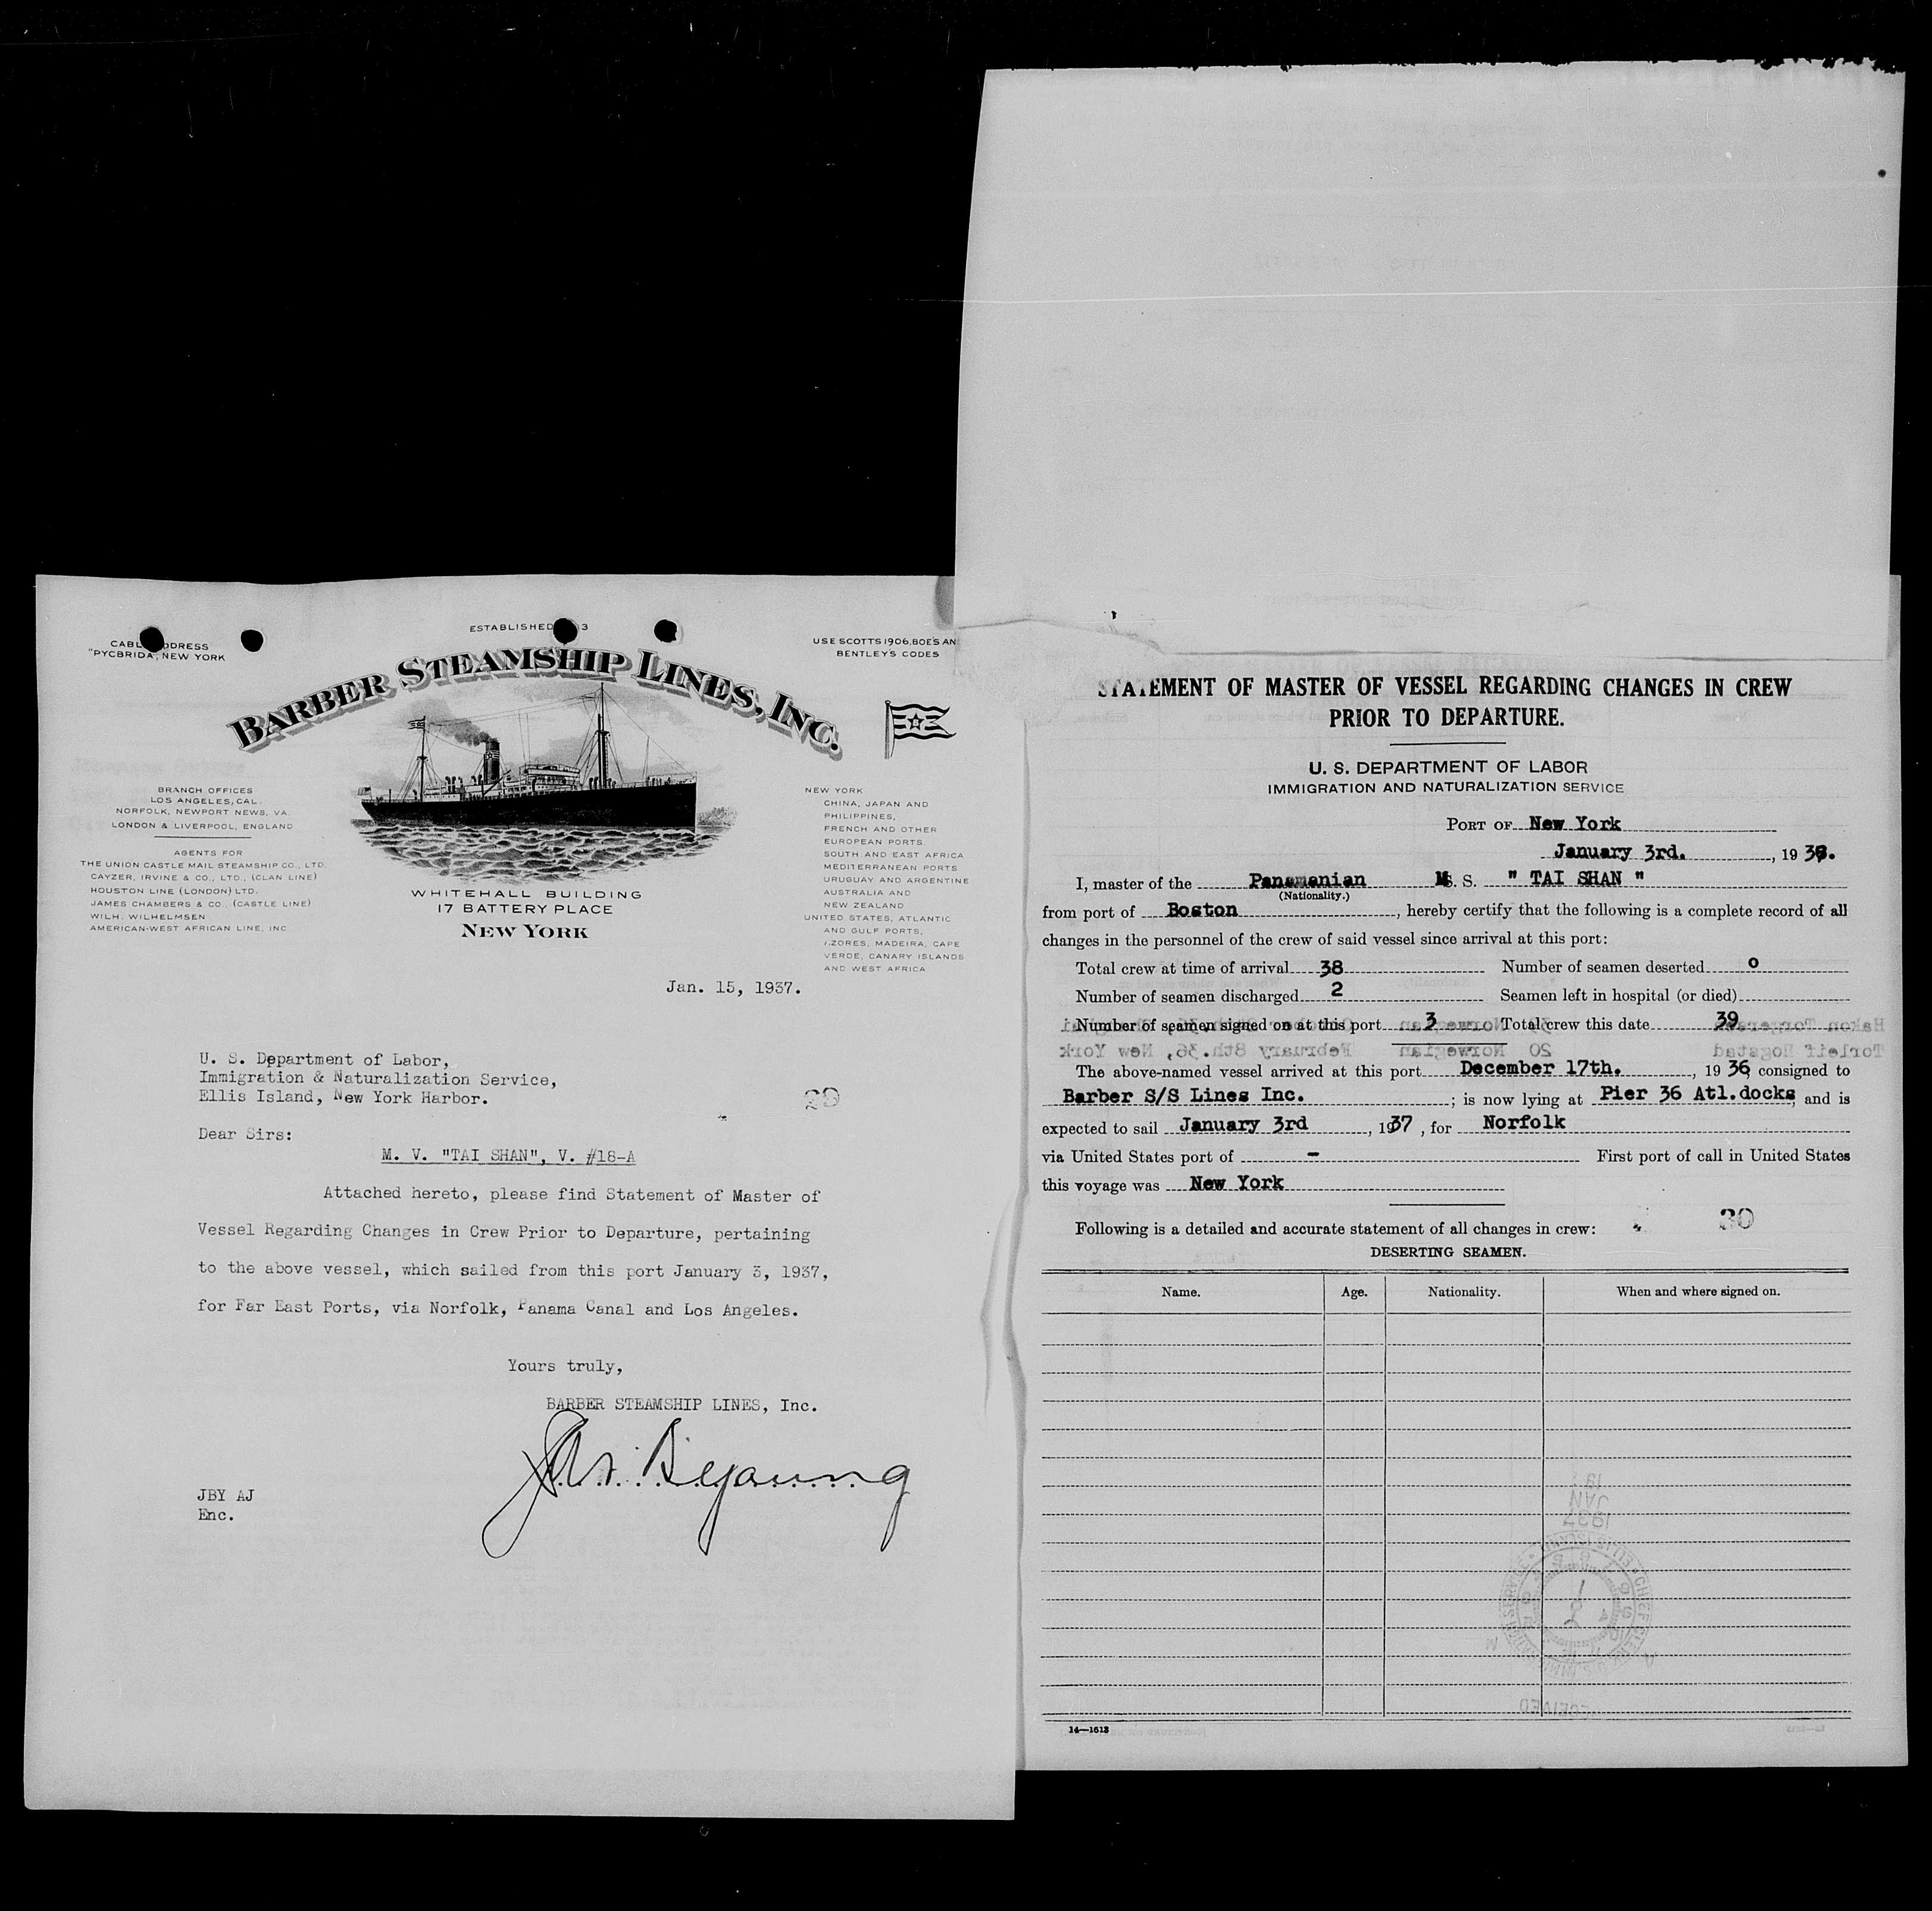 ESTABLISHED 3
CABL DDRESS
"PYCBRIDA", NEW YORK
USE SCOTTS 1906, BOE'S AN
BENTLEY'S CODES
BARBER STEAMSHIP LINES, INC.
BRANCH OFFICES
LOS ANGELES, CAL.
NORFOLK, NEWPORT NEWS, VA.
LONDON & LIVERPOOL, ENGLAND
AGENTS FOR
THE UNION CASTLE MAIL STEAMSHIP CO., LTD.
CAYZER, IRVINE & CO., LTD., (CLAN LINE)
HOUSTON LINE (LONDON) LTD.
JAMES CHAMBERS & CO., (CASTLE LINE)
WILH. WILHELMSEN
AMERICAN-WEST AFRICAN LINE, INC.
WHITEHALL BUILDING
17 BATTERY PLACE
NEW YORK
NEW YORK
CHINA, JAPAN AND
PHILIPPINES,
FRENCH AND OTHER
EUROPEAN PORTS.
SOUTH AND EAST AFRICA
MEDITERRANEAN PORTS
URUGUAY AND ARGENTINE
AUSTRALIA AND
NEW ZEALAND
UNITED STATES, ATLANTIC
AND GULF PORTS,
AZORES, MADEIRA, CAPE
VERDE, CANARY ISLANDS
AND WEST AFRICA
Jan. 15, 1937.
U. S. Department of Labor,
Immigration & Naturalization Service,
Ellis Island, New York Harbor.
29
Dear Sirs:
M. V. "TAI SHAN", V. #18-A
Attached hereto, please find Statement of Master of
Vessel Regarding Changes in Crew Prior to Departure, pertaining
to the above vessel, which sailed from this port January 3, 1937,
for Far East Ports, via Norfolk, Panama Canal and Los Angeles.
Yours truly,
BARBER STEAMSHIP LINES, Inc.
JBY AJ
Enc.
STATEMENT OF MASTER OF VESSEL REGARDING CHANGES IN CREW
PRIOR TO DEPARTURE.
U. S. DEPARTMENT OF LABOR
IMMIGRATION AND NATURALIZATION SERVICE
PORT OF New York
January 3rd., 19
I, master of the Panamanian M. S. " TAI SHAN "
(Nationality.)
from port of Boston, hereby certify that the following is a complete record of all
changes in the personnel of the crew of said vessel since arrival at this port:
Total crew at time of arrival 38 Number of seamen deserted 0
Number of seamen discharged 2 Seamen left in hospital (or died)
Number of seamen signed on at this port 3 Total crew this date 39
The above-named vessel arrived at this port December 17th., 1936, consigned to
Barber S/S Lines Inc.; is now lying at Pier 36 Atl.docks, and is
expected to sail January 3rd, 1937, for Norfolk
via United States port of - First port of call in United States
this voyage was New York
Following is a detailed and accurate statement of all changes in crew:
30
DESERTING SEAMEN.
Name. Age. Nationality. When and where signed on.
14—1613